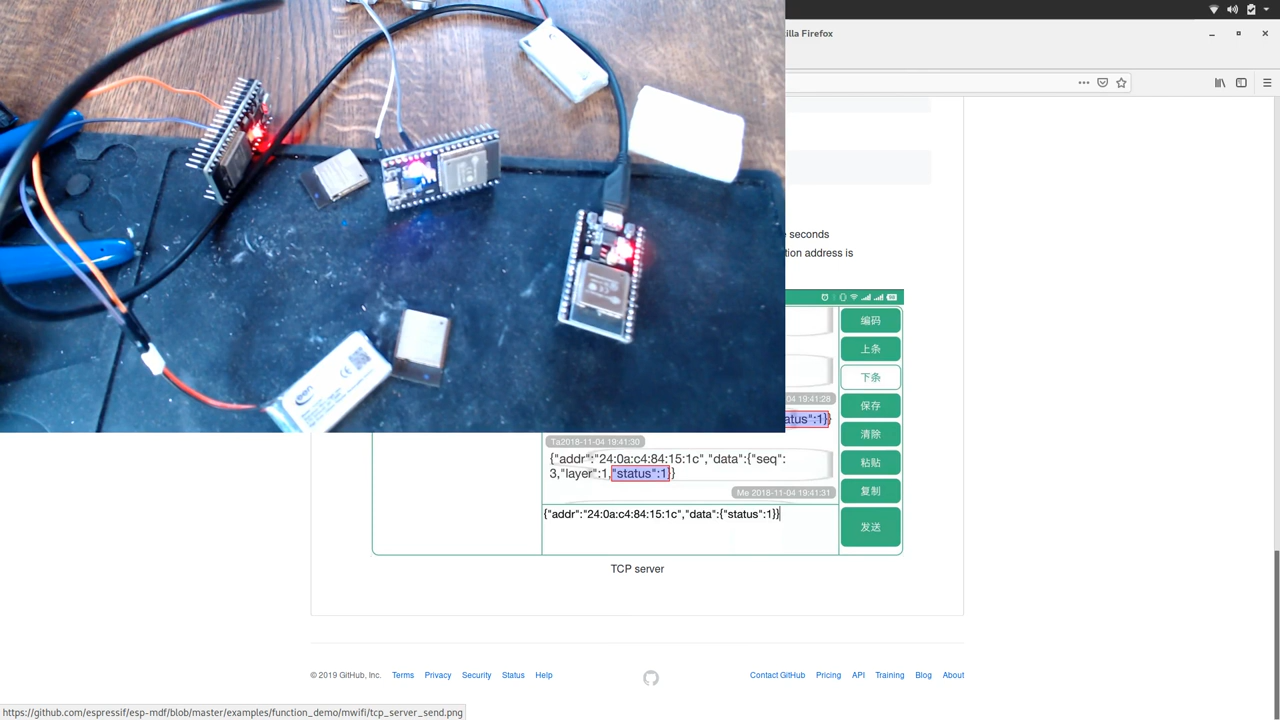 illa Firefox
e seconds
tion address is
编码
上条
下条
04 19:41:28
保存
atus":1}}
清除
Ta2018-11-04 19:41:30
{"addr":"24:0a:c4:84:15:1c","data":{"seq":
粘贴
3,"layer":1,"status":1}}
复制
Me 2018-11-04 19:41:31
{"addr":"24:0a:c4:84:15:1c","data":{"status":1}}
发送
TCP server
© 2019 GitHub, Inc. Terms Privacy Security Status Help Contact GitHub Pricing API Training Blog About
https://github.com/espressif/esp-mdf/blob/master/examples/function_demo/mwifi/tcp_server_send.png